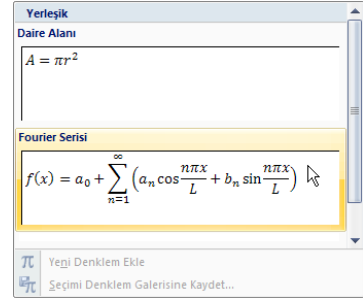 Yerleşik
Daire Alanı
A = πr²
Fourier Serisi
f(x) = a₀ + ∑_{n=1}^{∞} (aₙ cos nπx/L + bₙ sin nπx/L)
Yeni Denklem Ekle
Seçimi Denklem Galerisine Kaydet...